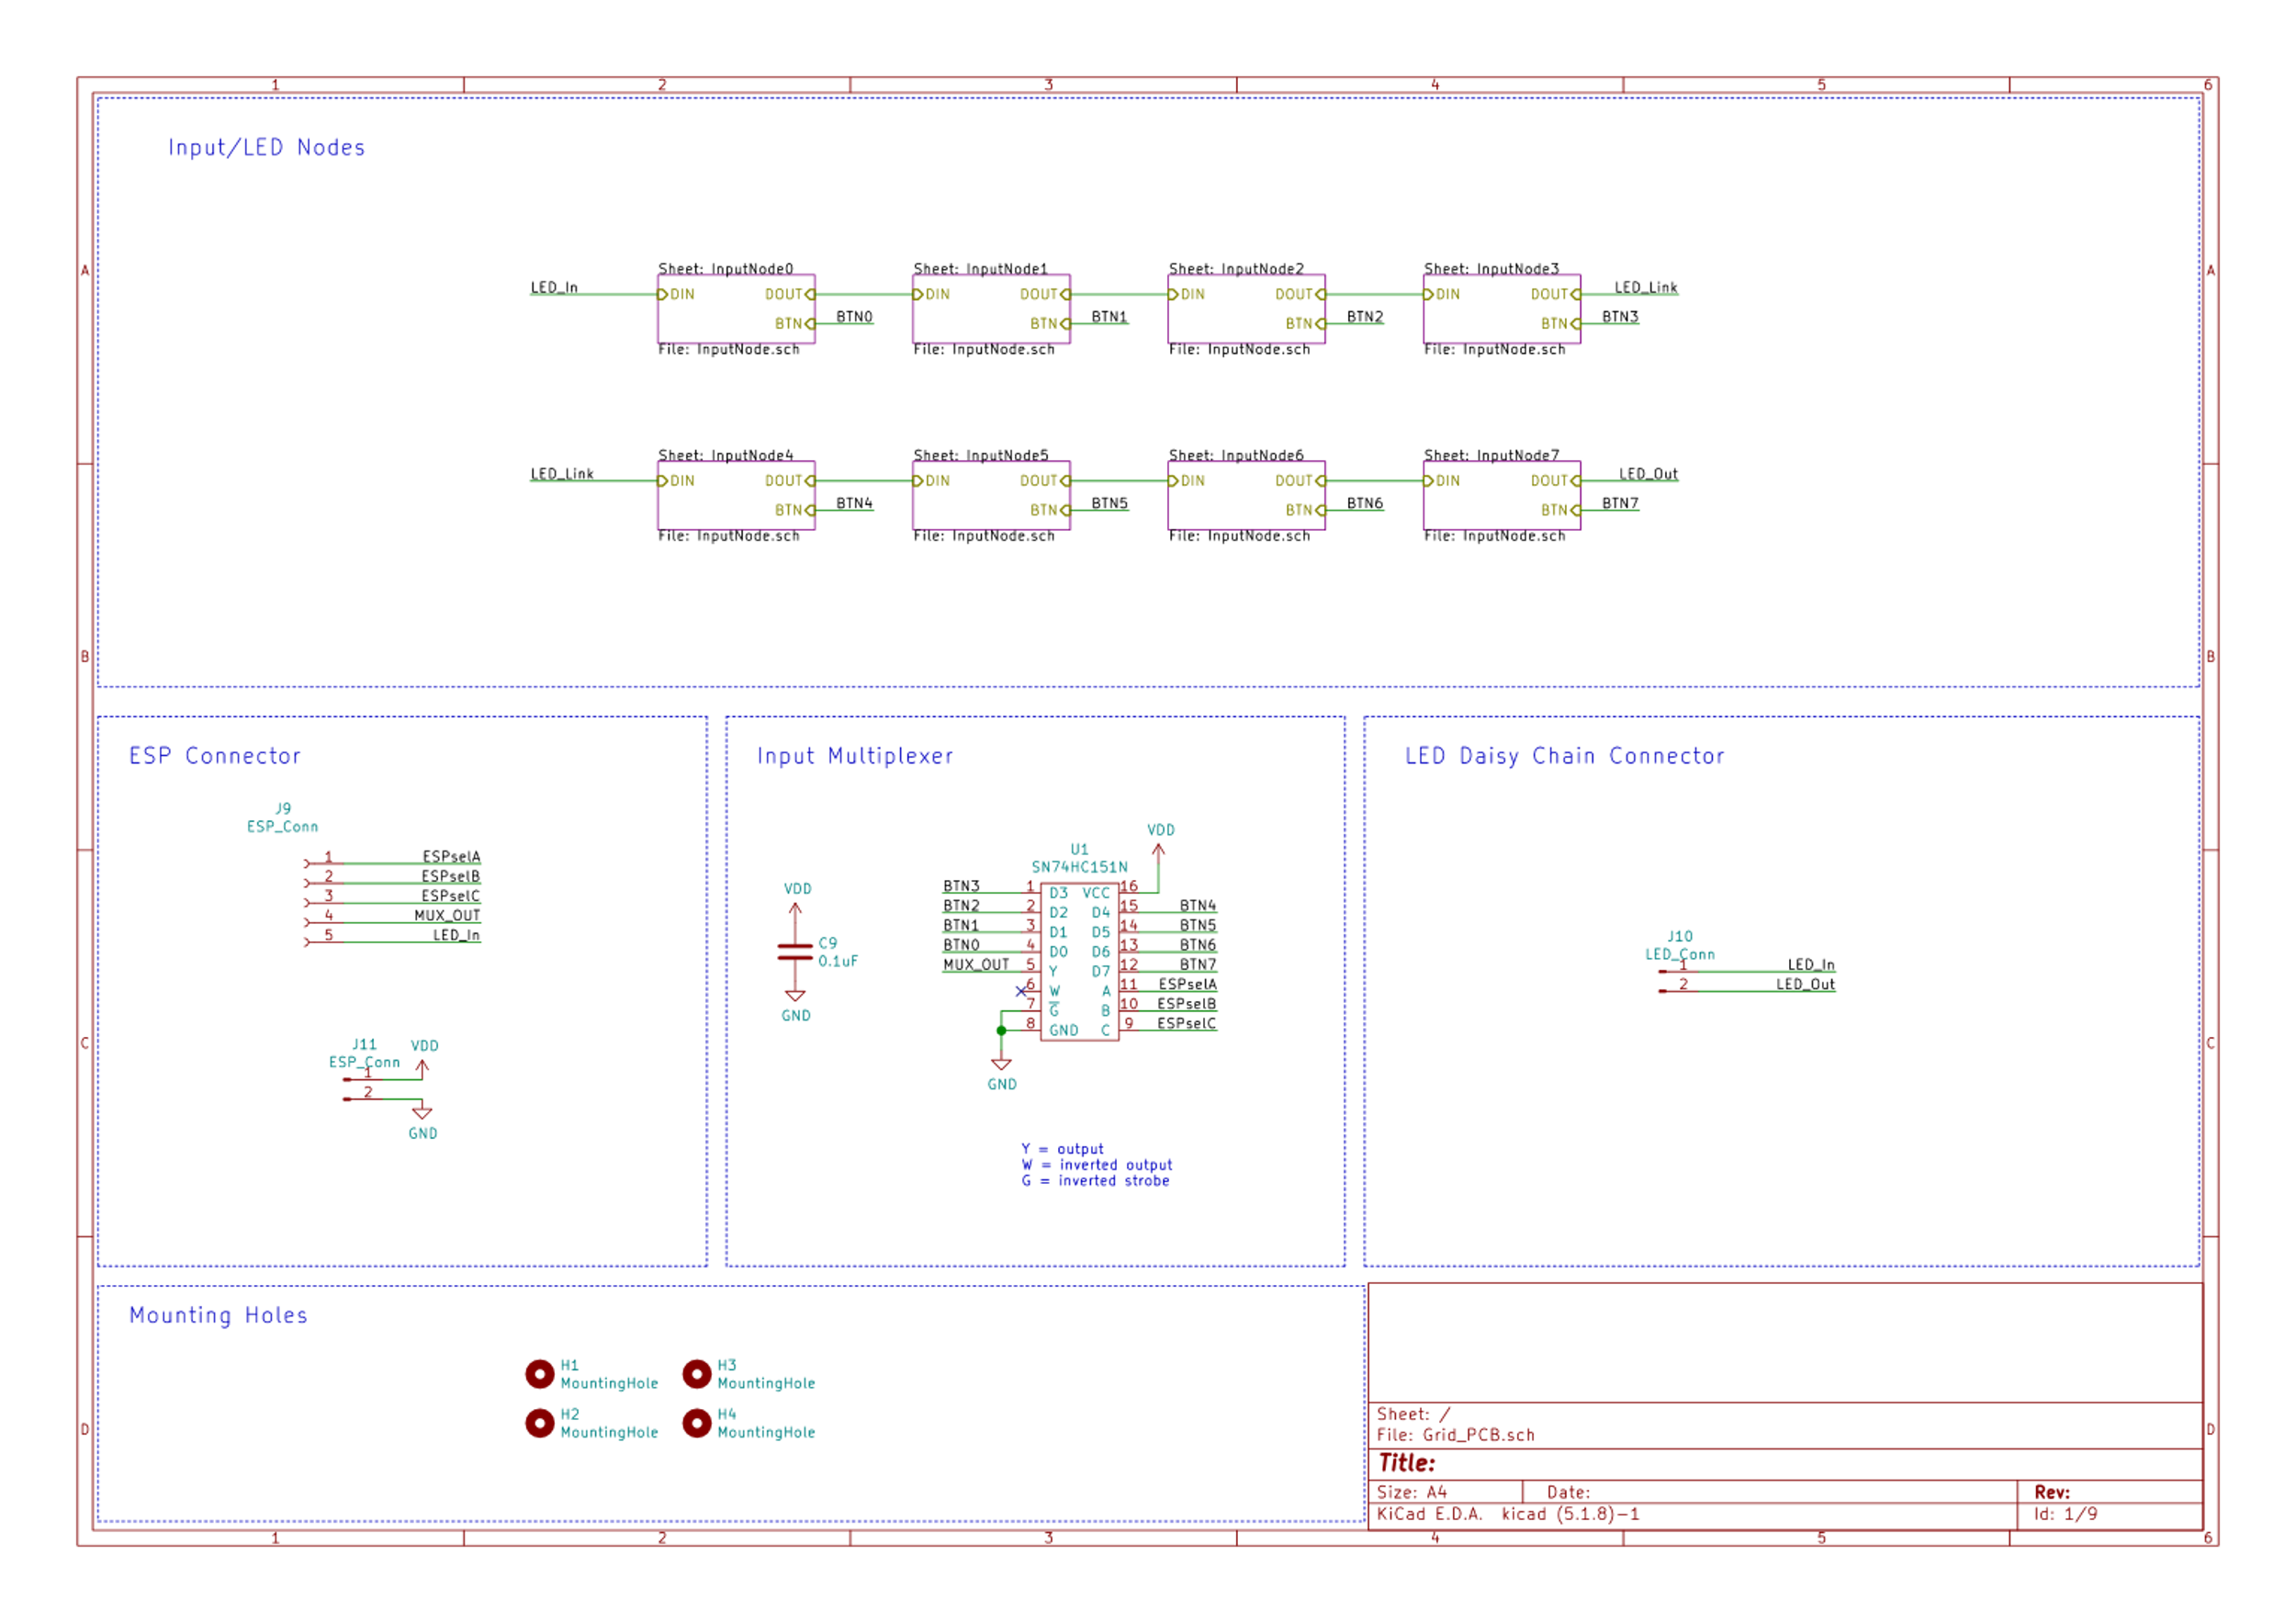 1 2 3 4 5 6
Input/LED Nodes
A A
Sheet: InputNode0 Sheet: InputNode1 Sheet: InputNode2 Sheet: InputNode3
LED_In DIN DOUT DIN DOUT DIN DOUT DIN DOUT LED_Link
BTN BTN0 BTN BTN1 BTN BTN2 BTN BTN3
File: InputNode.sch File: InputNode.sch File: InputNode.sch File: InputNode.sch
Sheet: InputNode4 Sheet: InputNode5 Sheet: InputNode6 Sheet: InputNode7
LED_Link DIN DOUT DIN DOUT DIN DOUT DIN DOUT LED_Out
BTN BTN4 BTN BTN5 BTN BTN6 BTN BTN7
File: InputNode.sch File: InputNode.sch File: InputNode.sch File: InputNode.sch
B B
ESP Connector
J9
ESP_Conn
1 ESPselA
2 ESPselB
3 ESPselC
4 MUX_OUT
5 LED_In
J11 VDD
ESP_Conn
1
2
GND
Input Multiplexer
VDD
U1
SN74HC151N
VDD
C9
0.1uF
GND
BTN3 1 D3 VCC 16
BTN2 2 D2 D4 15 BTN4
BTN1 3 D1 D5 14 BTN5
BTN0 4 D0 D6 13 BTN6
MUX_OUT 5 Y D7 12 BTN7
6 W A 11 ESPselA
7 G B 10 ESPselB
8 GND C 9 ESPselC
GND
Y = output
W = inverted output
G = inverted strobe
LED Daisy Chain Connector
J10
LED_Conn
1 LED_In
2 LED_Out
C C
Mounting Holes
H1 H3
MountingHole MountingHole
H2 H4
MountingHole MountingHole
D D
Sheet: /
File: Grid_PCB.sch
Title:
Size: A4 Date: Rev:
KiCad E.D.A. kicad (5.1.8)-1 Id: 1/9
1 2 3 4 5 6